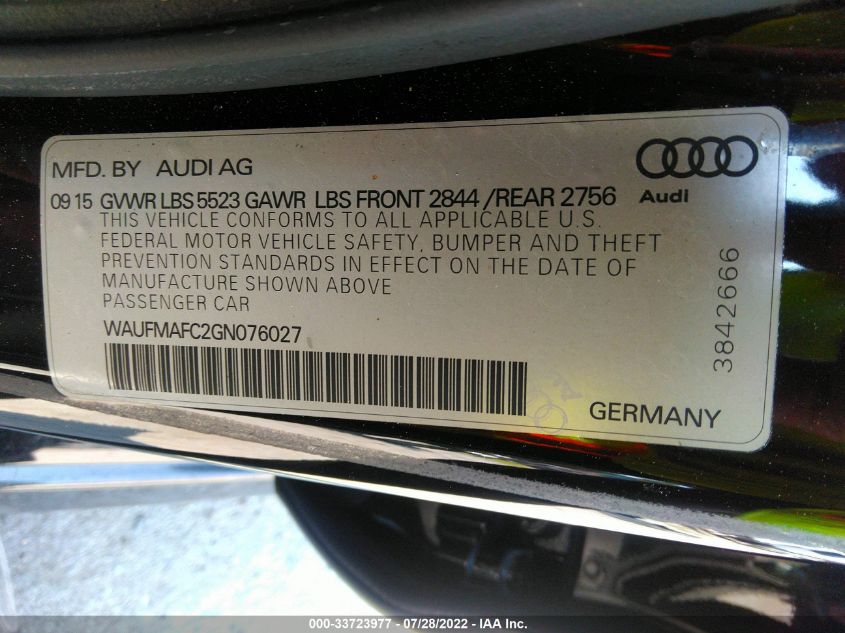 MFD. BY AUDI AG
09 15 GVWR LBS 5523 GAWR LBS FRONT 2844 /REAR 2756
Audi
THIS VEHICLE CONFORMS TO ALL APPLICABLE U.S.
FEDERAL MOTOR VEHICLE SAFETY, BUMPER AND THEFT
PREVENTION STANDARDS IN EFFECT ON THE DATE OF
MANUFACTURE SHOWN ABOVE
PASSENGER CAR
WAUFMAFC2GN076027
3842666
GERMANY
000-33723977 - 07/28/2022 - IAA Inc.